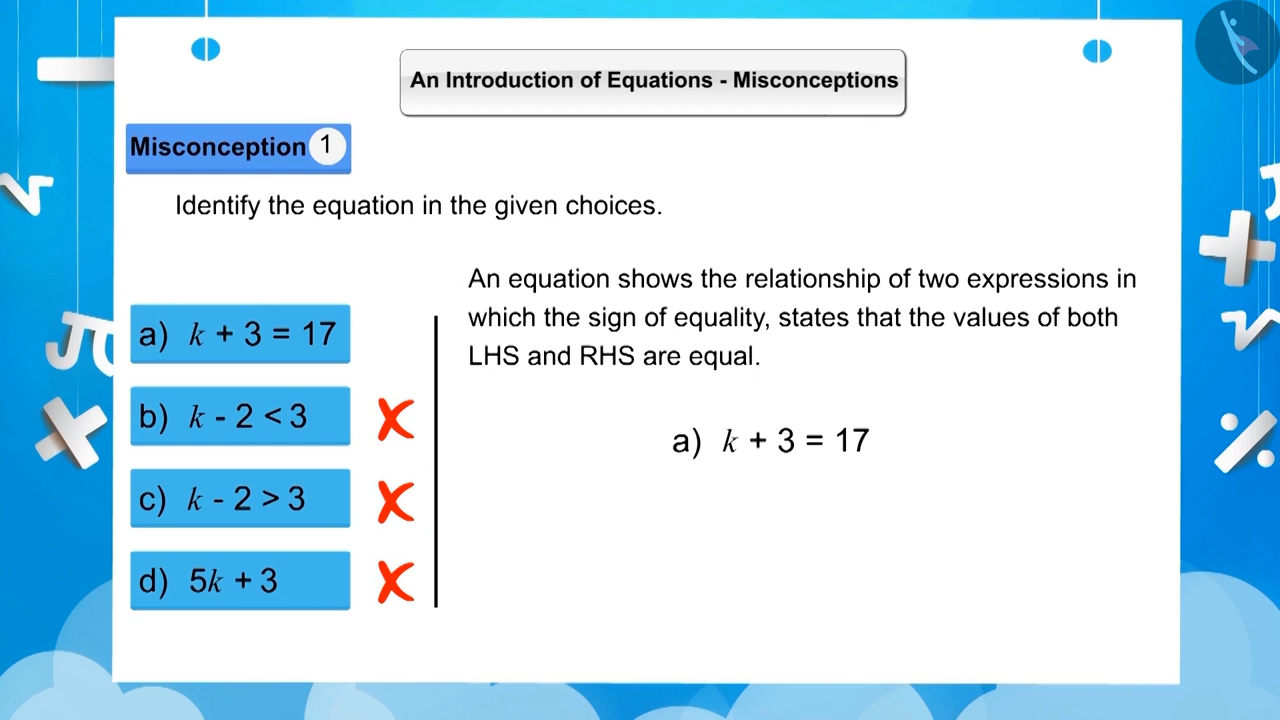 An Introduction of Equations - Misconceptions
Misconception 1
Identify the equation in the given choices.
An equation shows the relationship of two expressions in
which the sign of equality, states that the values of both
LHS and RHS are equal.
a) k + 3 = 17
b) k - 2 < 3
c) k - 2 > 3
d) 5k + 3
a) k + 3 = 17